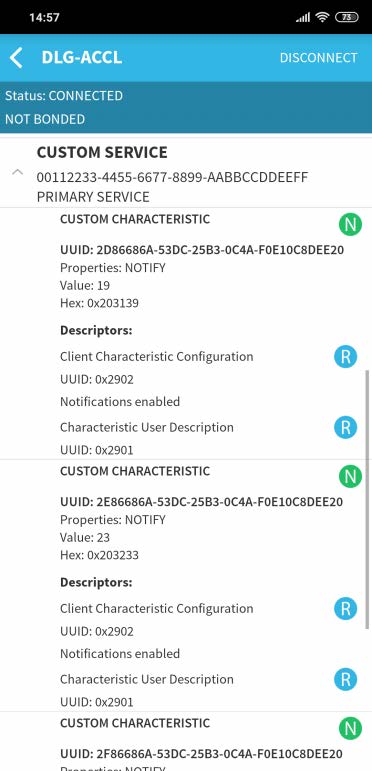 14:57
73
DLG-ACCL
DISCONNECT
Status: CONNECTED
NOT BONDED
CUSTOM SERVICE
00112233-4455-6677-8899-AABBCCDDEEFF
PRIMARY SERVICE
CUSTOM CHARACTERISTIC
N
UUID: 2D86686A-53DC-25B3-0C4A-F0E10C8DEE20
Properties: NOTIFY
Value: 19
Hex: 0x203139
Descriptors:
Client Characteristic Configuration
R
UUID: 0x2902
Notifications enabled
Characteristic User Description
R
UUID: 0x2901
CUSTOM CHARACTERISTIC
N
UUID: 2E86686A-53DC-25B3-0C4A-F0E10C8DEE20
Properties: NOTIFY
Value: 23
Hex: 0x203233
Descriptors:
Client Characteristic Configuration
R
UUID: 0x2902
Notifications enabled
Characteristic User Description
R
UUID: 0x2901
CUSTOM CHARACTERISTIC
N
UUID: 2F86686A-53DC-25B3-0C4A-F0E10C8DEE20
Properties: NOTIFY